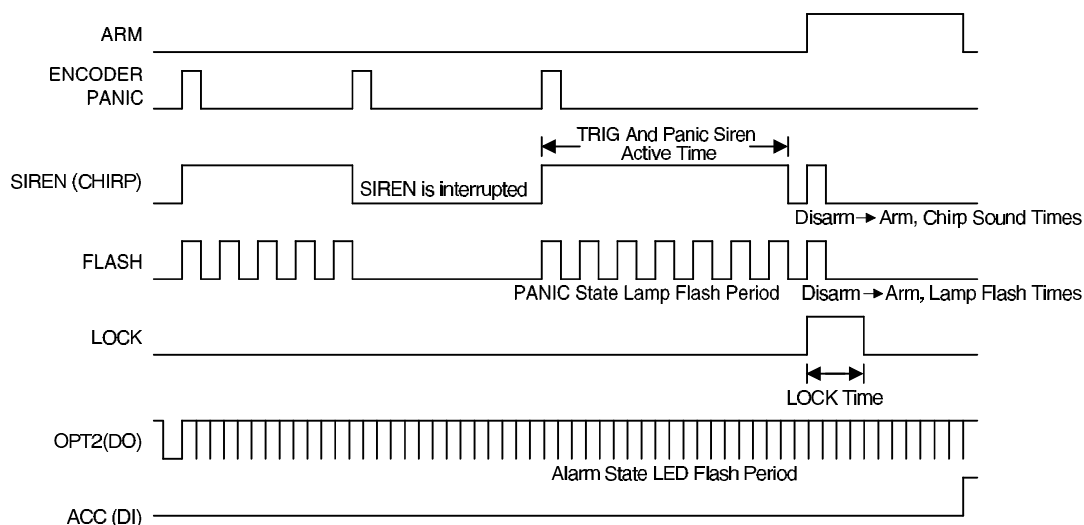 ARM
ENCODER
PANIC
TRIG And Panic Siren
Active Time
SIREN (CHIRP)
SIREN is interrupted
Disarm→Arm, Chirp Sound Times
FLASH
PANIC State Lamp Flash Period
Disarm→Arm, Lamp Flash Times
LOCK
LOCK Time
OPT2(DO)
Alarm State LED Flash Period
ACC (DI)